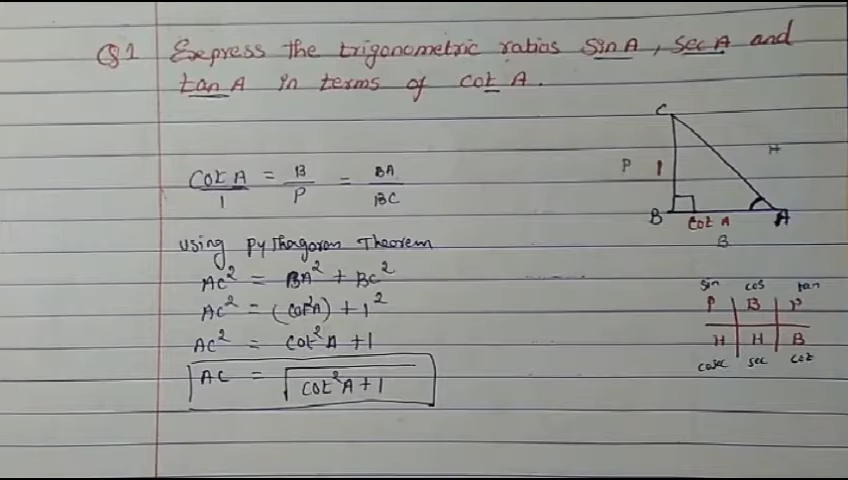 Q1 Express the trigonometric ratios sin A, sec A and
tan A in terms of cot A.
Cot A / 1 = B / P = BA / BC
Using Pythagoras Theorem
AC² = BA² + BC²
AC² = (cot²A) + 1²
AC² = cot²A + 1
AC = √cot²A + 1
C
P 1 H
B Cot A A
B
sin cos tan
P B P
H H B
cosec sec cot